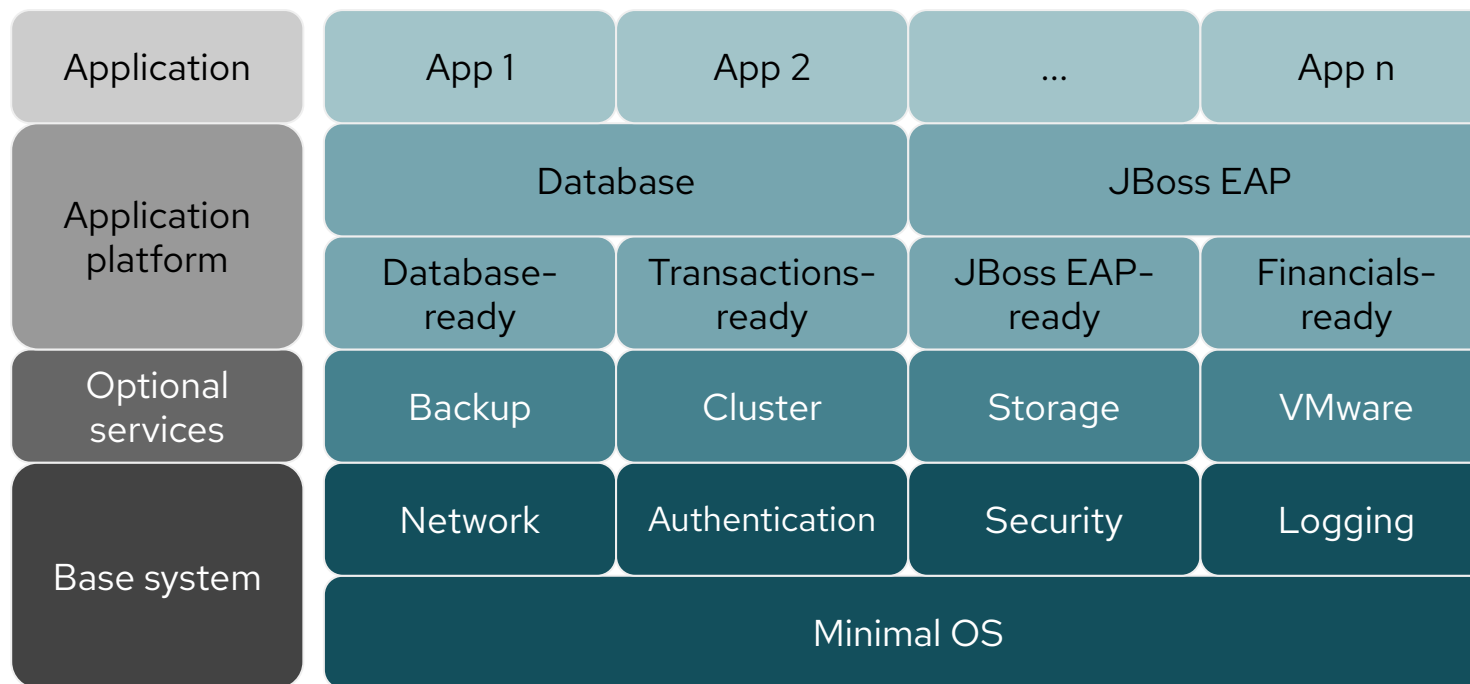 Application
App 1
App 2
...
App n
Application
platform
Database
JBoss EAP
Database-
ready
Transactions-
ready
JBoss EAP-
ready
Financials-
ready
Optional
services
Backup
Cluster
Storage
VMware
Base system
Network
Authentication
Security
Logging
Minimal OS